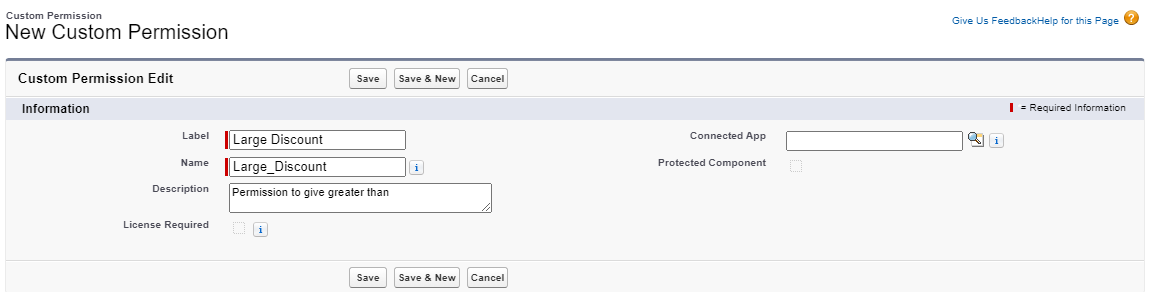 Custom Permission
New Custom Permission
Give Us Feedback Help for this Page ?
Custom Permission Edit Save Save & New Cancel
Information = Required Information
Label Large Discount Connected App i
Name Large_Discount i Protected Component
Description Permission to give greater than
License Required i
Save Save & New Cancel